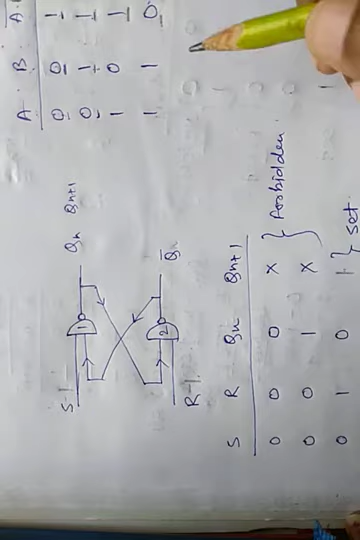 A B A
0 0 1
0 1 1
1 0 1
1 1 0
S-1 Qn Qn+1
1
2
R-1
S R Qn Qn+1
0 0 0 X } forbidden
0 0 1 X
0 1 0 1 } set